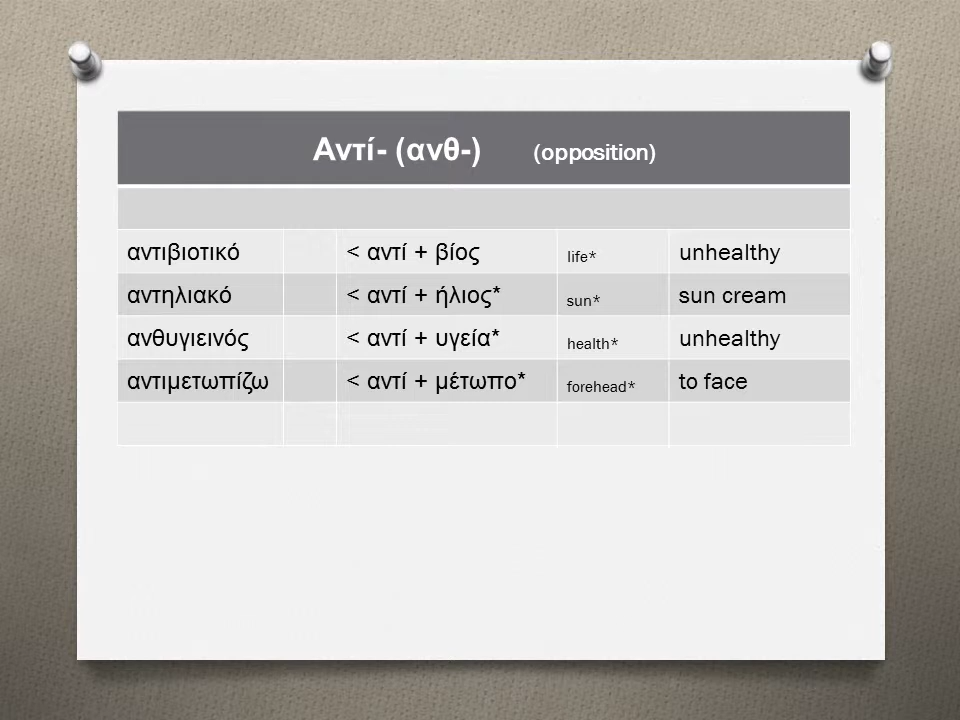 Αντί- (ανθ-) (opposition)
αντιβιοτικό < αντί + βίος life* unhealthy
αντηλιακό < αντί + ήλιος* sun* sun cream
ανθυγιεινός < αντί + υγεία* health* unhealthy
αντιμετωπίζω < αντί + μέτωπο* forehead* to face